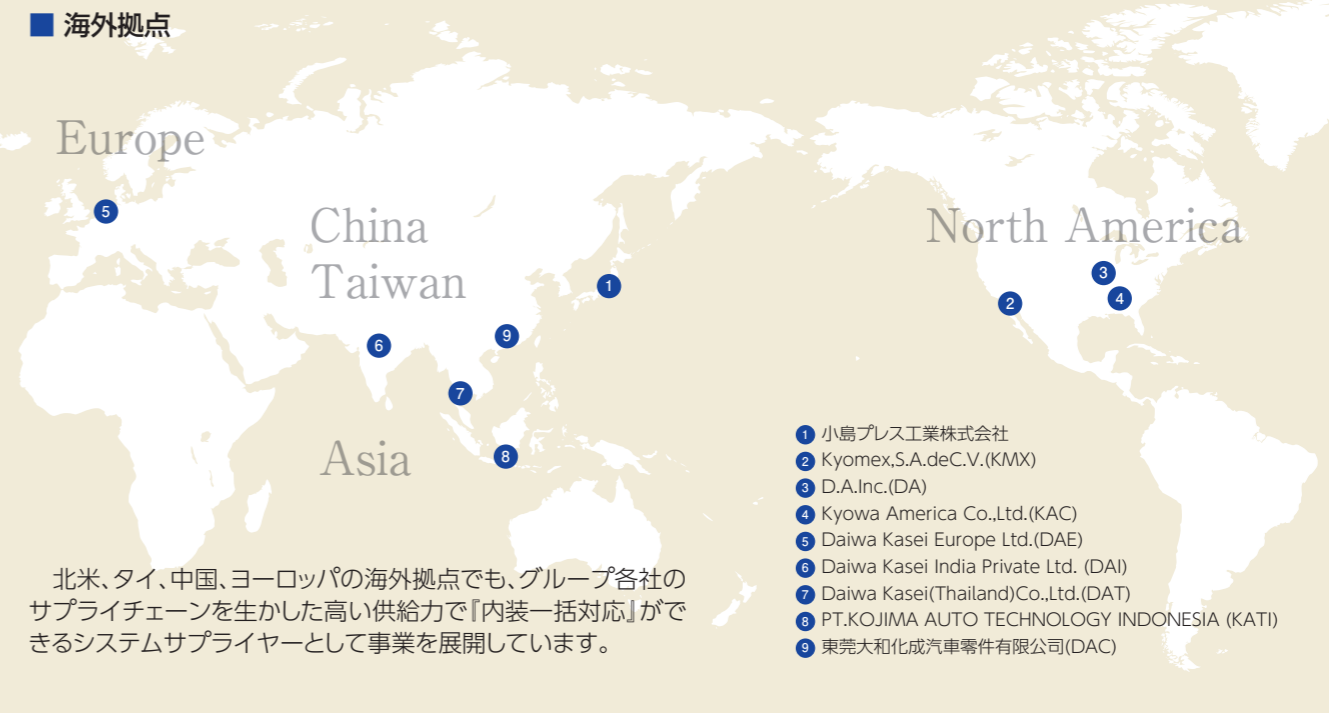 ■ 海外拠点
Europe
China
Taiwan
Asia
North America
5
1
6
9
7
8
2
3
4
1 小島プレス工業株式会社
2 Kyomex,S.A.deC.V.(KMX)
3 D.A.Inc.(DA)
4 Kyowa America Co.,Ltd.(KAC)
5 Daiwa Kasei Europe Ltd.(DAE)
6 Daiwa Kasei India Private Ltd. (DAI)
7 Daiwa Kasei(Thailand)Co.,Ltd.(DAT)
8 PT.KOJIMA AUTO TECHNOLOGY INDONESIA (KATI)
9 東莞大和化成汽車零件有限公司(DAC)
北米、タイ、中国、ヨーロッパの海外拠点でも、グループ各社の
サプライチェーンを生かした高い供給力で『内装一括対応』がで
きるシステムサプライヤーとして事業を展開しています。